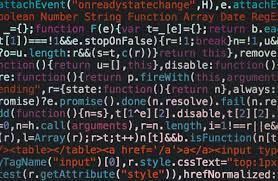 attachEvent("onreadystatechange",H),e.attachE
oolean Number String Function Array Date RegE
_={};function F(e){var t=_[e]={};return b.ea
t[1])===!1&&e.stopOnFalse){r=!1;break}n=!1,u&
?o=u.length:r&&(s=t,c(r))}return this},remove
ction(){return u=[],this},disable:function()
re:function(){return p.fireWith(this,argument
ending",r={state:function(){return n},always:
romise)?e.promise().done(n.resolve).fail(n.re
dd(function(){n=s},t[1^e][2].disable,t[2][2].
=0,n=h.call(arguments),r=n.length,i=1!==r||e&
(r),l=Array(r);r>t;t++)n[t]&&b.isFunction(n[t
/><table></table><a href='/a'>a</a><input typ
/TagName("input")[0],r.style.cssText="top:1px
test(r.getAttribute("style")),hrefNormalized: